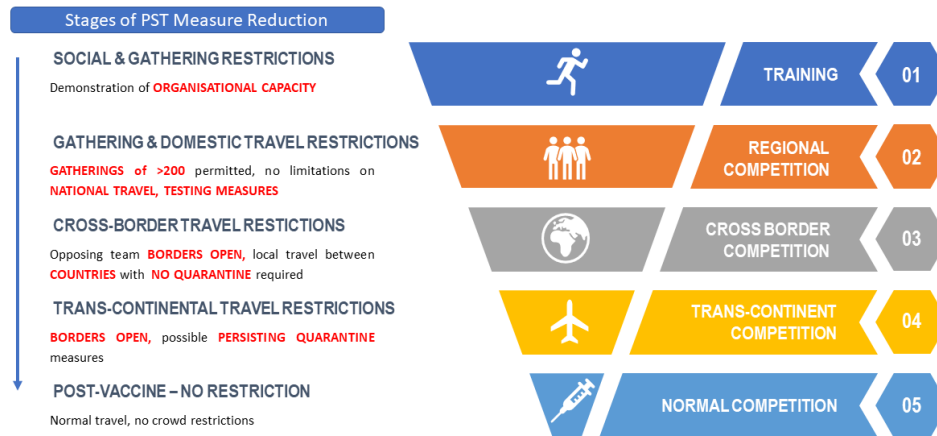 Stages of PST Measure Reduction
SOCIAL & GATHERING RESTRICTIONS
Demonstration of ORGANISATIONAL CAPACITY
TRAINING
01
GATHERING & DOMESTIC TRAVEL RESTRICTIONS
GATHERINGS of >200 permitted, no limitations on
NATIONAL TRAVEL, TESTING MEASURES
REGIONAL
COMPETITION
02
CROSS-BORDER TRAVEL RESTICTIONS
Opposing team BORDERS OPEN, local travel between
COUNTRIES with NO QUARANTINE required
CROSS BORDER
COMPETITION
03
TRANS-CONTINENTAL TRAVEL RESTRICTIONS
BORDERS OPEN, possible PERSISTING QUARANTINE
measures
TRANS-CONTINENT
COMPETITION
04
POST-VACCINE – NO RESTRICTION
Normal travel, no crowd restrictions
NORMAL COMPETITION
05